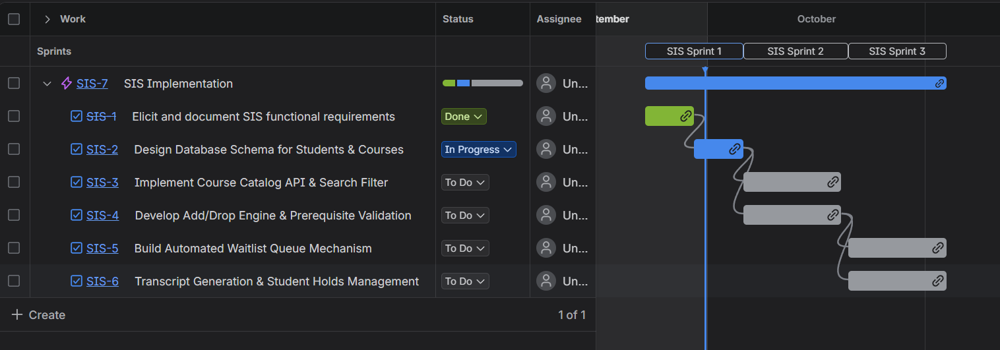 Work Status Assignee tember October
Sprints SIS Sprint 1 SIS Sprint 2 SIS Sprint 3
SIS-7 SIS Implementation Un...
SIS-1 Elicit and document SIS functional requirements Done Un...
SIS-2 Design Database Schema for Students & Courses In Progress Un...
SIS-3 Implement Course Catalog API & Search Filter To Do Un...
SIS-4 Develop Add/Drop Engine & Prerequisite Validation To Do Un...
SIS-5 Build Automated Waitlist Queue Mechanism To Do Un...
SIS-6 Transcript Generation & Student Holds Management To Do Un...
+ Create 1 of 1